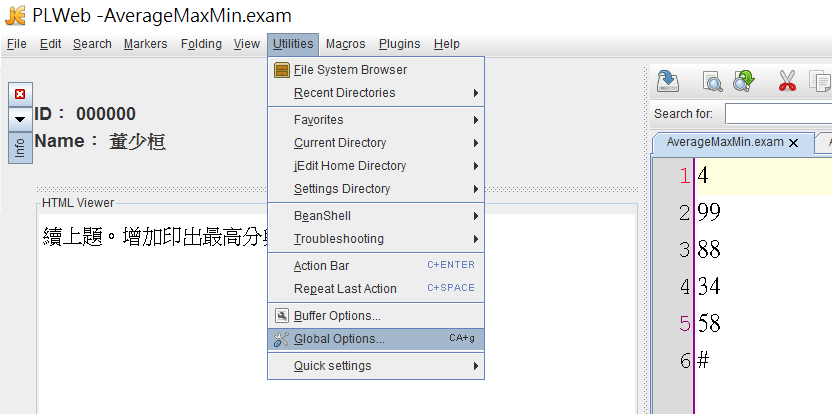 PLWeb -AverageMaxMin.exam
File Edit Search Markers Folding View Utilities Macros Plugins Help
File System Browser
Recent Directories
Favorites
Current Directory
jEdit Home Directory
Settings Directory
BeanShell
Troubleshooting
Action Bar C+ENTER
Repeat Last Action C+SPACE
Buffer Options...
Global Options... CA+g
Quick settings
Info
ID： 000000
Name： 董少桓
HTML Viewer
續上題。增加印出最高分
Search for:
AverageMaxMin.exam
1 4
2 99
3 88
4 34
5 58
6 #